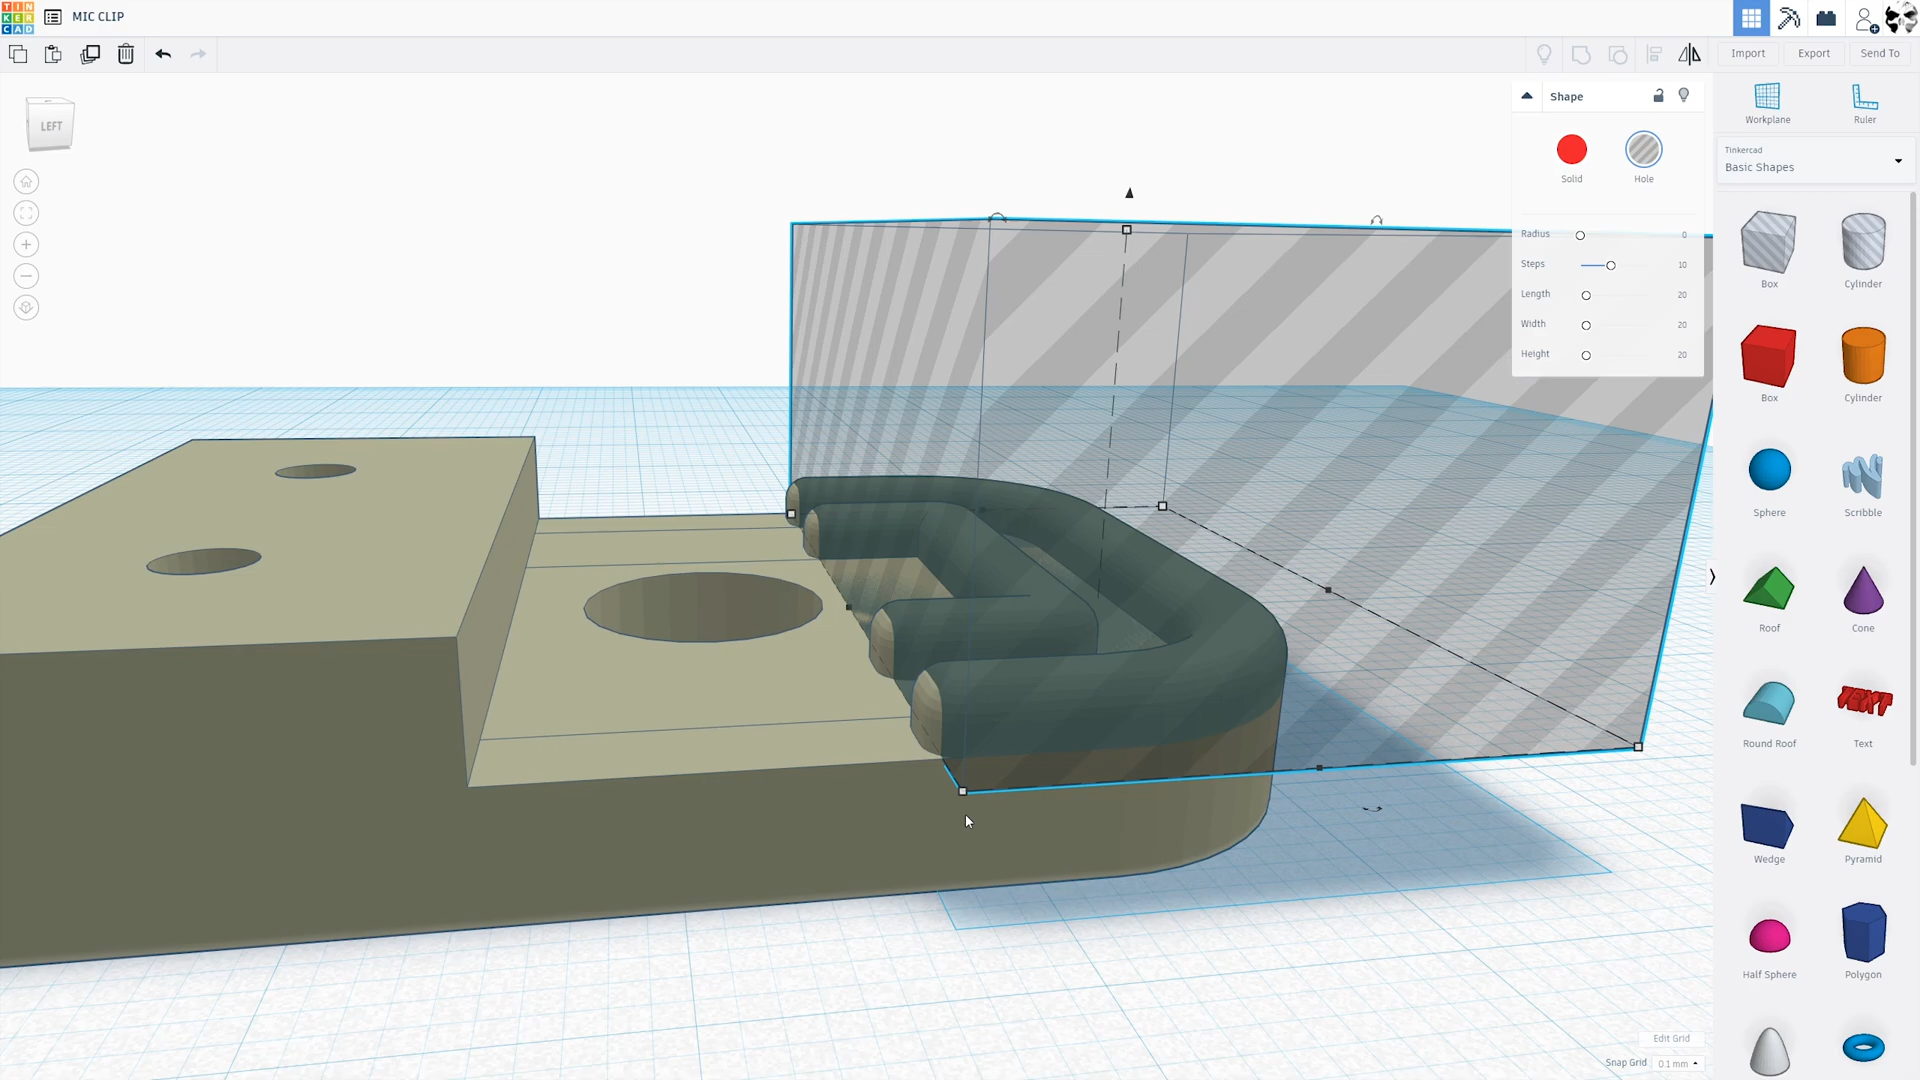 TIN
KER
CAD
MIC CLIP
Import
Export
Send To
LEFT
Shape
Solid
Hole
Radius 0
Steps 10
Length 20
Width 20
Height 20
Workplane
Ruler
Tinkercad
Basic Shapes
Box
Cylinder
Box
Cylinder
Sphere
Scribble
Roof
Cone
Round Roof
TEXT
Text
Wedge
Pyramid
Half Sphere
Polygon
Edit Grid
Snap Grid 0.1 mm